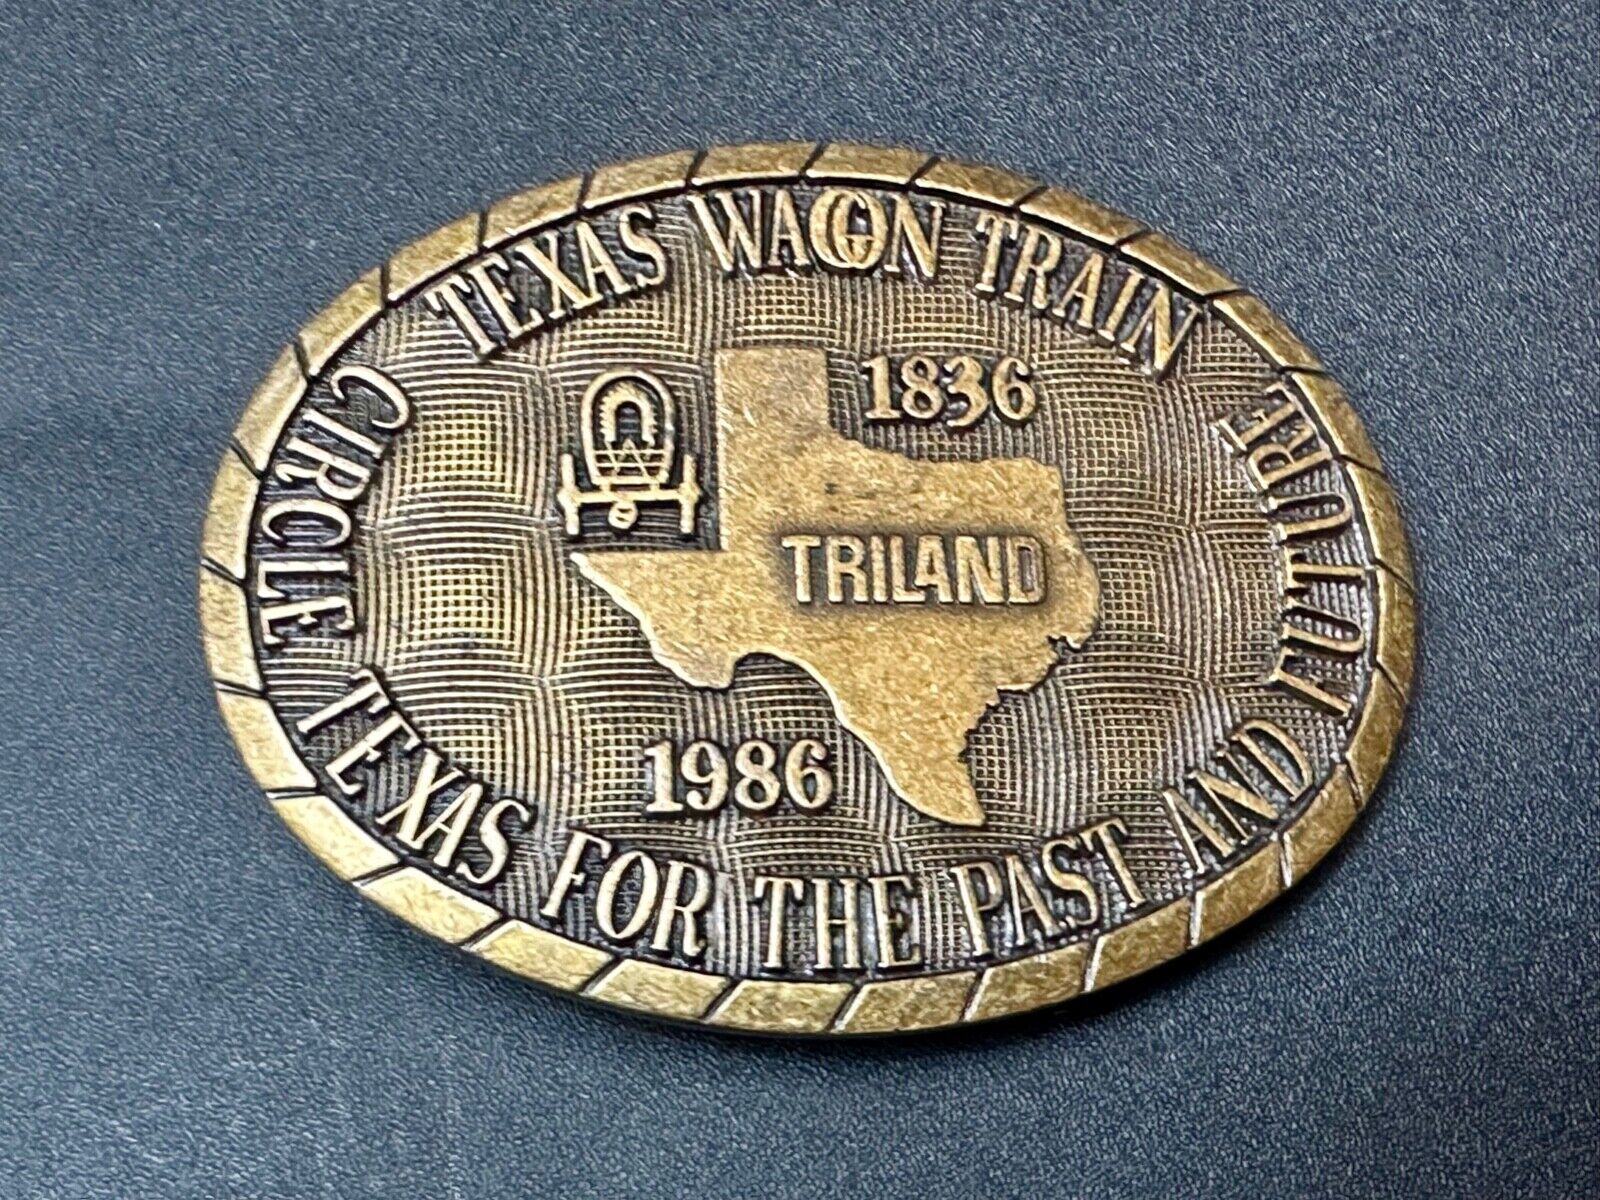 TEXAS WAGON TRAIN
1836
TRILAND
1986
CIRCLE TEXAS FOR THE PAST AND FUTURE